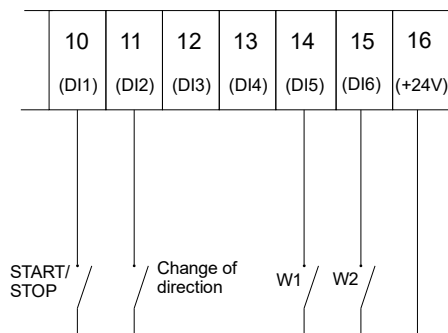 10 11 12 13 14 15 16
(DI1) (DI2) (DI3) (DI4) (DI5) (DI6) (+24V)
START/
STOP
Change of
direction
W1
W2